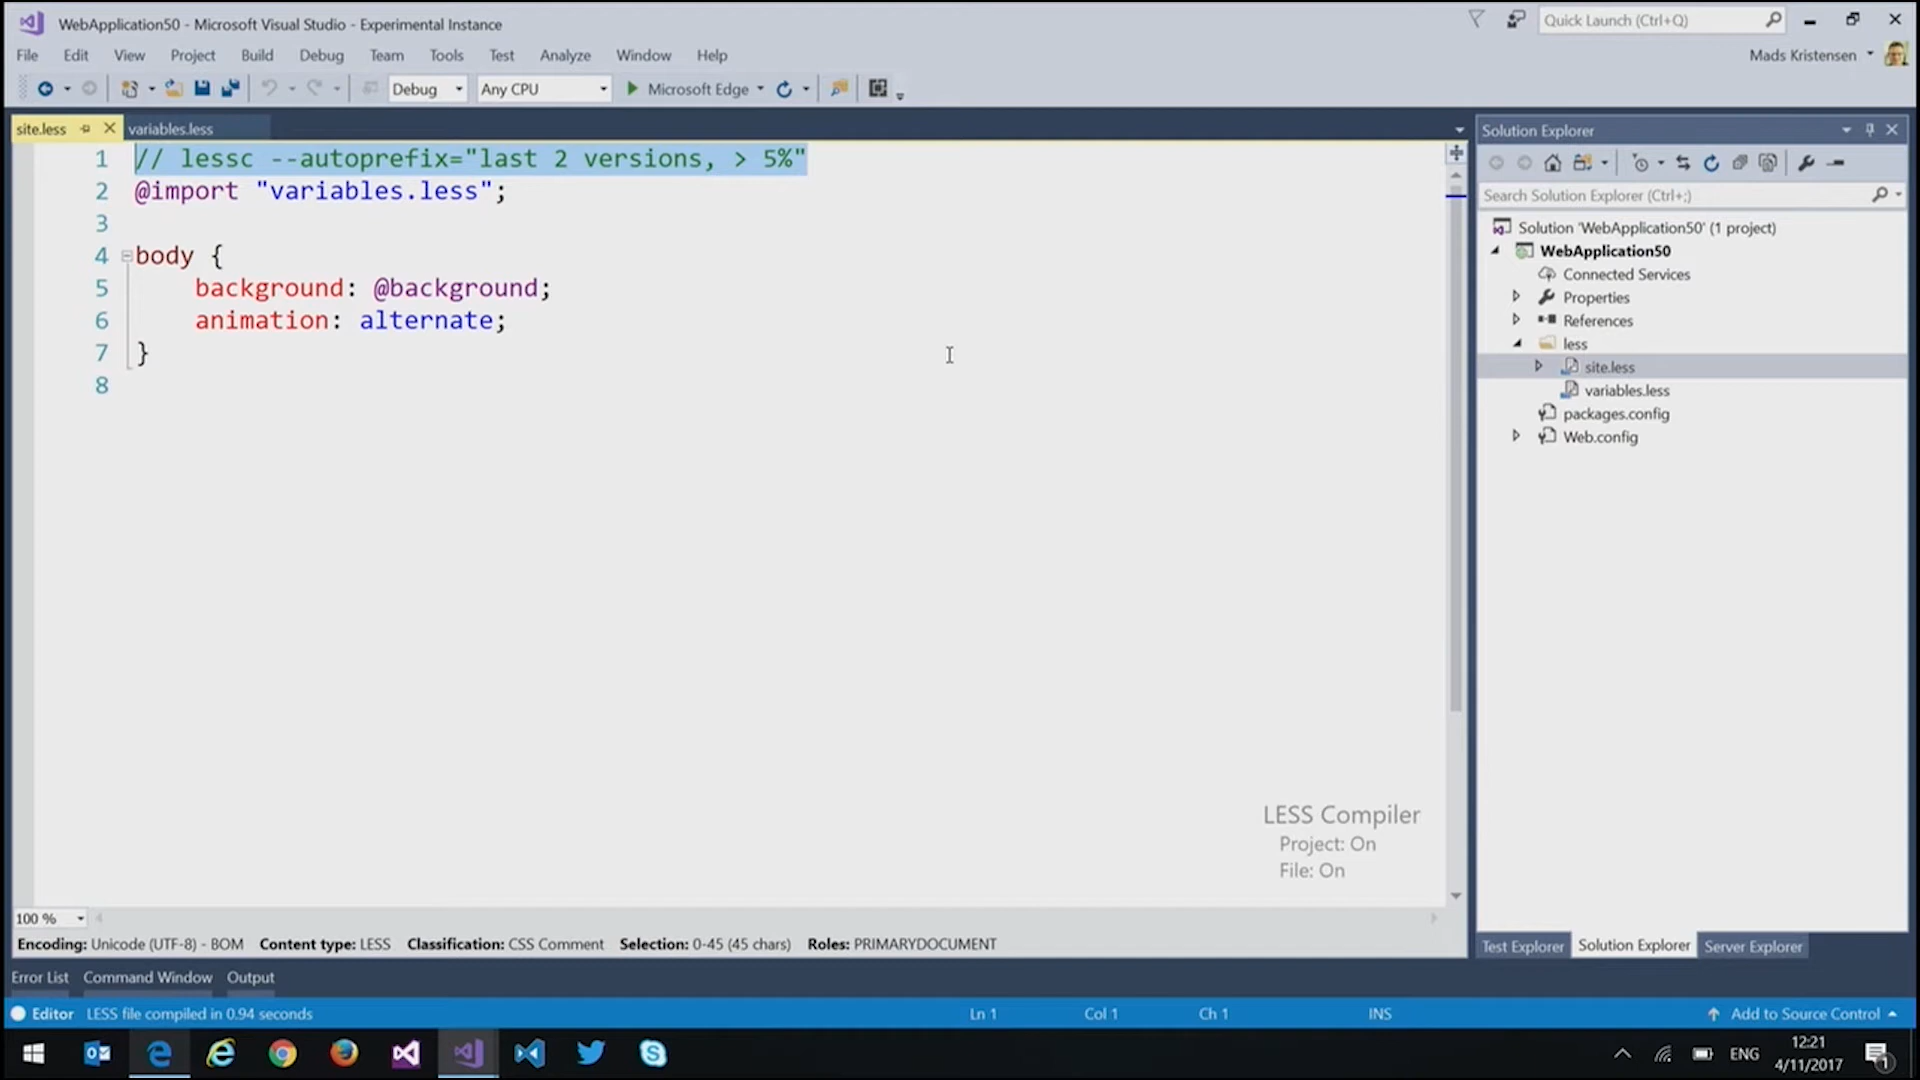 WebApplication50 - Microsoft Visual Studio - Experimental Instance
Quick Launch (Ctrl+Q)
File Edit View Project Build Debug Team Tools Test Analyze Window Help
Mads Kristensen
Debug Any CPU Microsoft Edge
site.less variables.less
1 // lessc --autoprefix="last 2 versions, > 5%"
2 @import "variables.less";
3
4 body {
5 background: @background;
6 animation: alternate;
7 }
8
LESS Compiler
Project: On
File: On
100 %
Encoding: Unicode (UTF-8) - BOM Content type: LESS Classification: CSS Comment Selection: 0-45 (45 chars) Roles: PRIMARYDOCUMENT
Solution Explorer
Search Solution Explorer (Ctrl+;)
Solution 'WebApplication50' (1 project)
WebApplication50
Connected Services
Properties
References
less
site.less
variables.less
packages.config
Web.config
Test Explorer Solution Explorer Server Explorer
Error List Command Window Output
Editor LESS file compiled in 0.94 seconds Ln 1 Col 1 Ch 1 INS Add to Source Control
ENG
12:21
4/11/2017
1